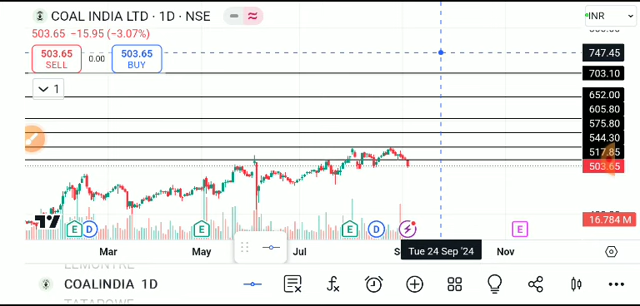 COAL INDIA LTD · 1D · NSE
INR
503.65 −15.95 (−3.07%)
503.65 SELL
0.00
503.65 BUY
1
747.45
703.10
652.00
605.80
575.80
544.30
517.85
503.65
16.784 M
E D E E D E
Mar May Jul Tue 24 Sep '24 Nov
COALINDIA 1D